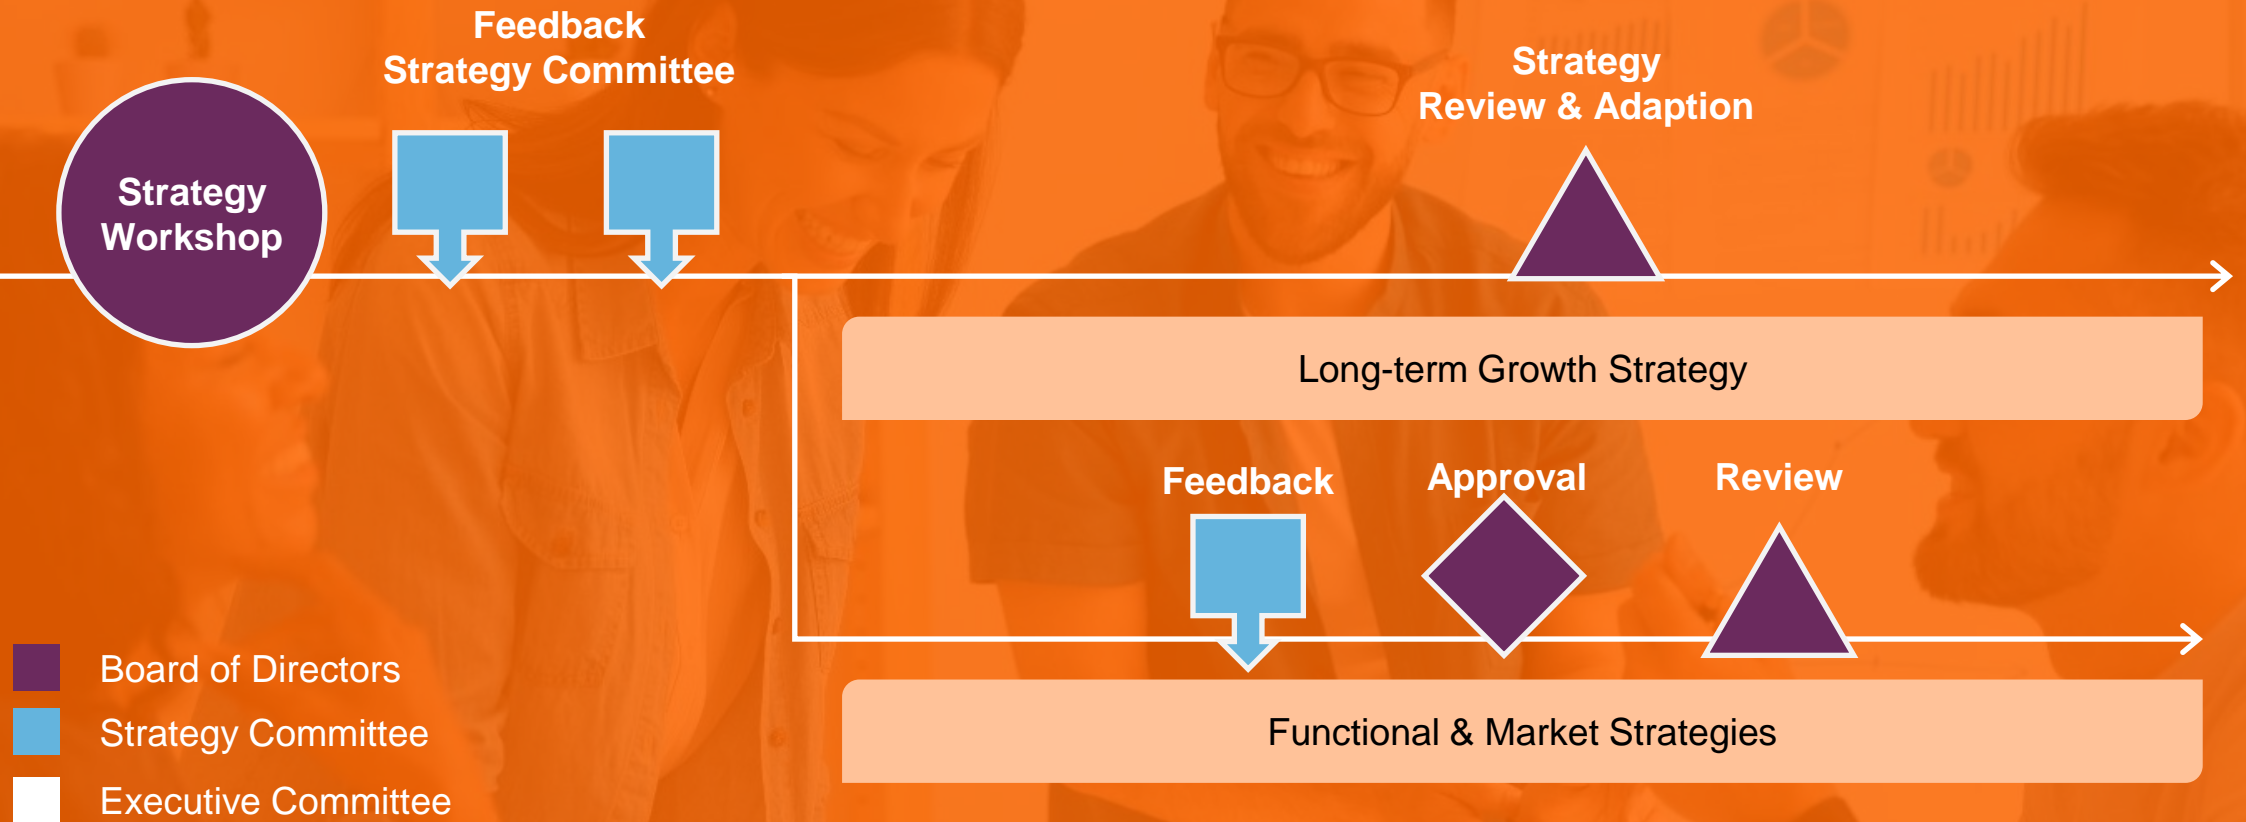 Feedback
Strategy Committee
Strategy
Review & Adaption
Strategy
Workshop
Long-term Growth Strategy
Feedback
Approval
Review
Functional & Market Strategies
Board of Directors
Strategy Committee
Executive Committee